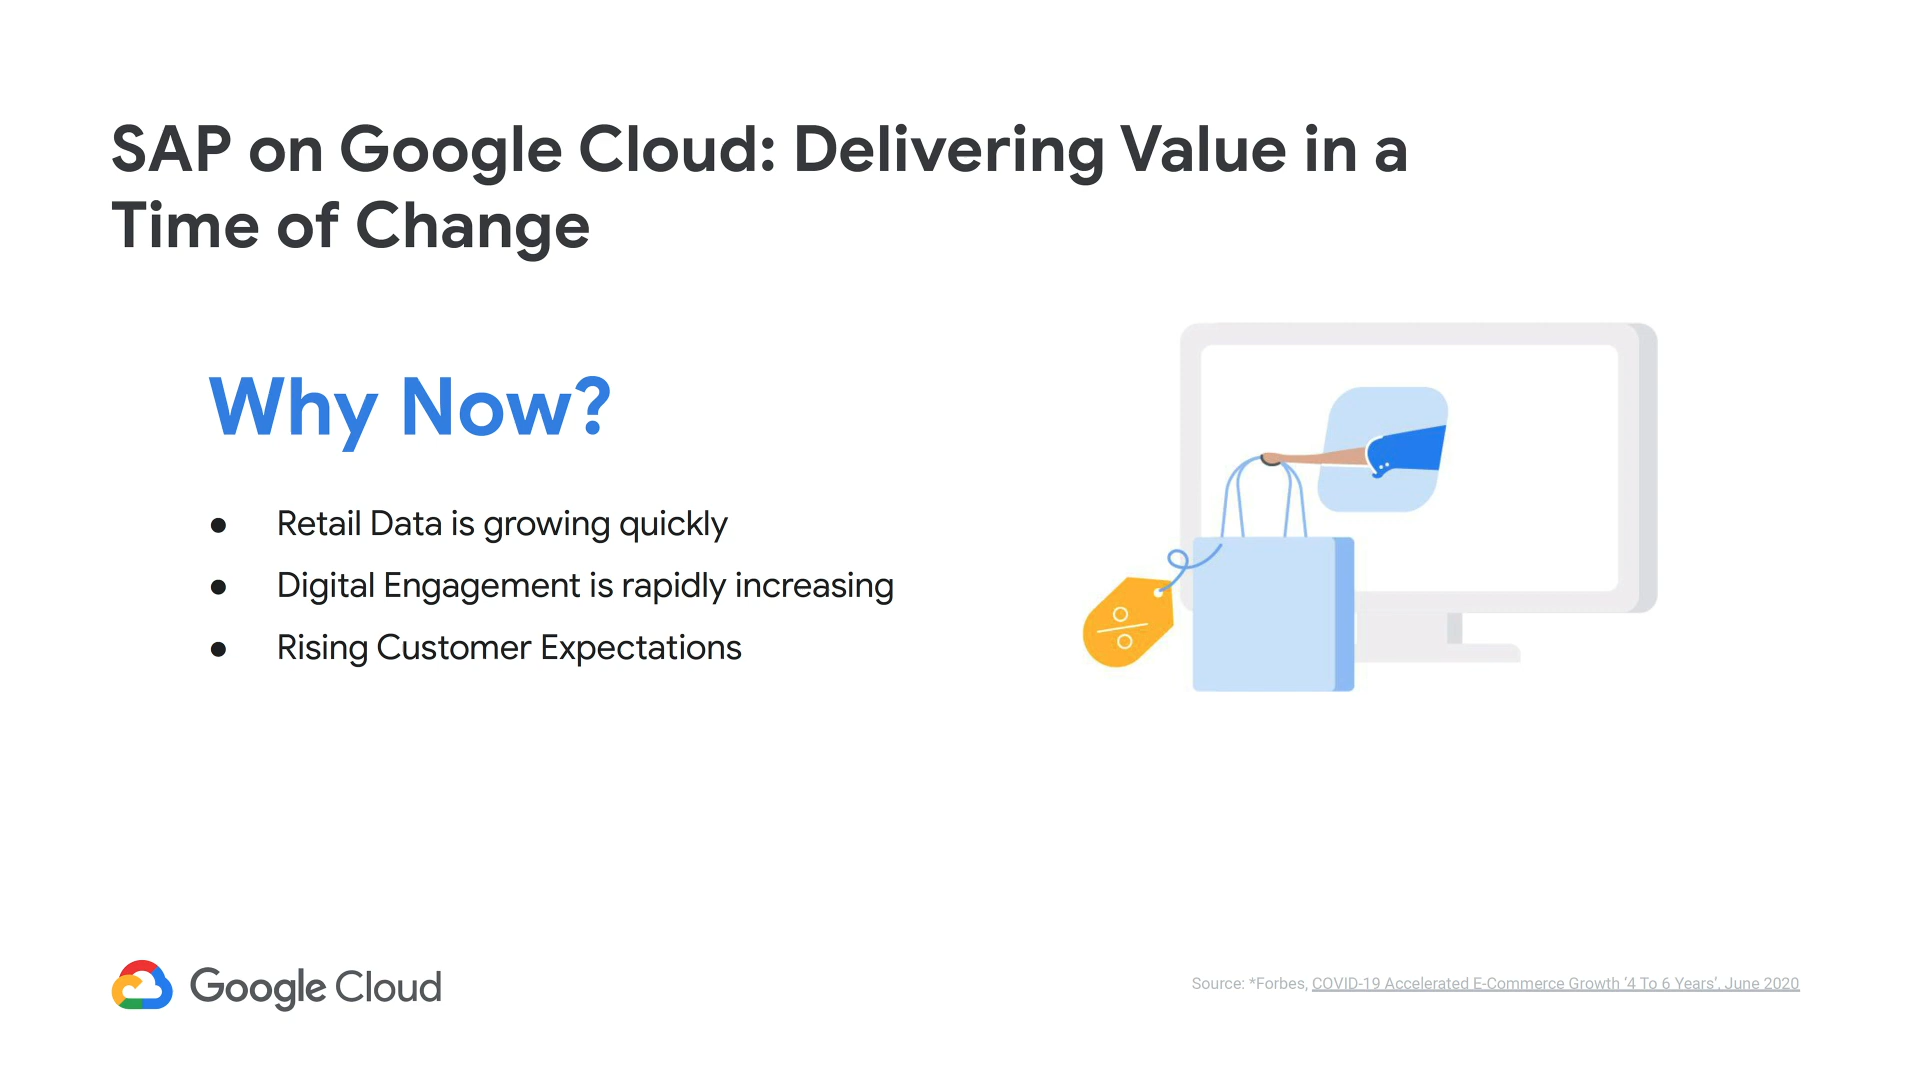 SAP on Google Cloud: Delivering Value in a
Time of Change
Why Now?
● Retail Data is growing quickly
● Digital Engagement is rapidly increasing
● Rising Customer Expectations
%
Google Cloud
Source: *Forbes, COVID-19 Accelerated E-Commerce Growth ‘4 To 6 Years’, June 2020